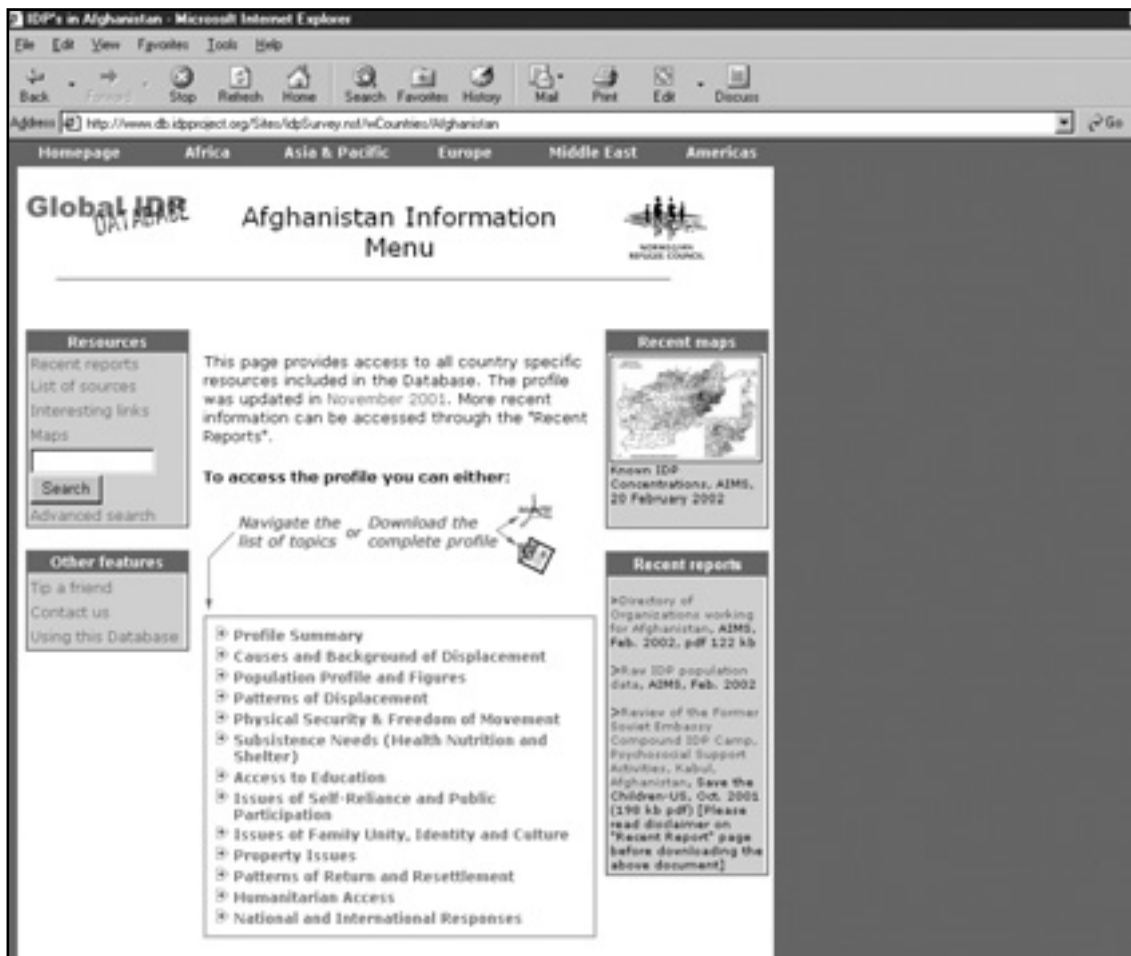 IDP's in Afghanistan - Microsoft Internet Explorer
File Edit View Favorites Tools Help
Back Forward Stop Refresh Home Search Favorites History Mail Print Edit Discuss
Address http://www.db.idpproject.org/Sites/idpSurvey.nsf/wCountries/Afghanistan Go
Homepage Africa Asia & Pacific Europe Middle East Americas
Global IDP
DATABASE
Afghanistan Information
Menu
NORWEGIAN
REFUGEE COUNCIL
Resources
Recent reports
List of sources
Interesting links
Maps
Search
Advanced search
Other features
Tip a friend
Contact us
Using this Database
This page provides access to all country specific
resources included in the Database. The profile
was updated in November 2001. More recent
information can be accessed through the "Recent
Reports".
To access the profile you can either:
Navigate the
list of topics
or
Download the
complete profile
Profile Summary
Causes and Background of Displacement
Population Profile and Figures
Patterns of Displacement
Physical Security & Freedom of Movement
Subsistence Needs (Health Nutrition and
Shelter)
Access to Education
Issues of Self-Reliance and Public
Participation
Issues of Family Unity, Identity and Culture
Property Issues
Patterns of Return and Resettlement
Humanitarian Access
National and International Responses
Recent maps
Known IDP
Concentrations, AIMS,
20 February 2002
Recent reports
>Directory of
Organizations working
for Afghanistan, AIMS,
Feb. 2002, pdf 122 kb
>Raw IDP population
data, AIMS, Feb. 2002
>Review of the Former
Soviet Embassy
Compound IDP Camp,
Psychosocial Support
Activities, Kabul,
Afghanistan, Save the
Children-US, Oct. 2001
(198 kb pdf) [Please
read disclaimer on
"Recent Report" page
before downloading the
above document]